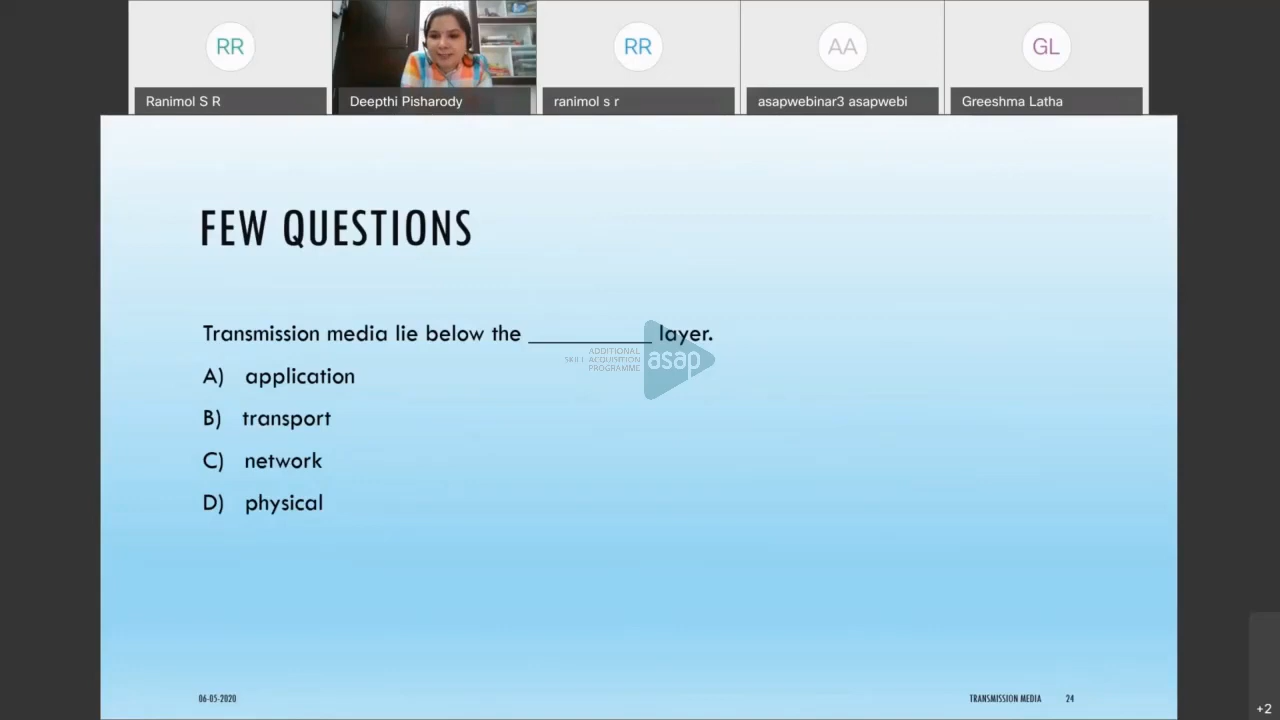 RR
RR
AA
GL
Ranimol S R
Deepthi Pisharody
ranimol s r
asapwebinar3 asapwebi
Greeshma Latha
FEW QUESTIONS
Transmission media lie below the ___________ layer.
ADDITIONAL
SKILL ACQUISITION
PROGRAMME
asap
A) application
B) transport
C) network
D) physical
06-05-2020
TRANSMISSION MEDIA
24
+2